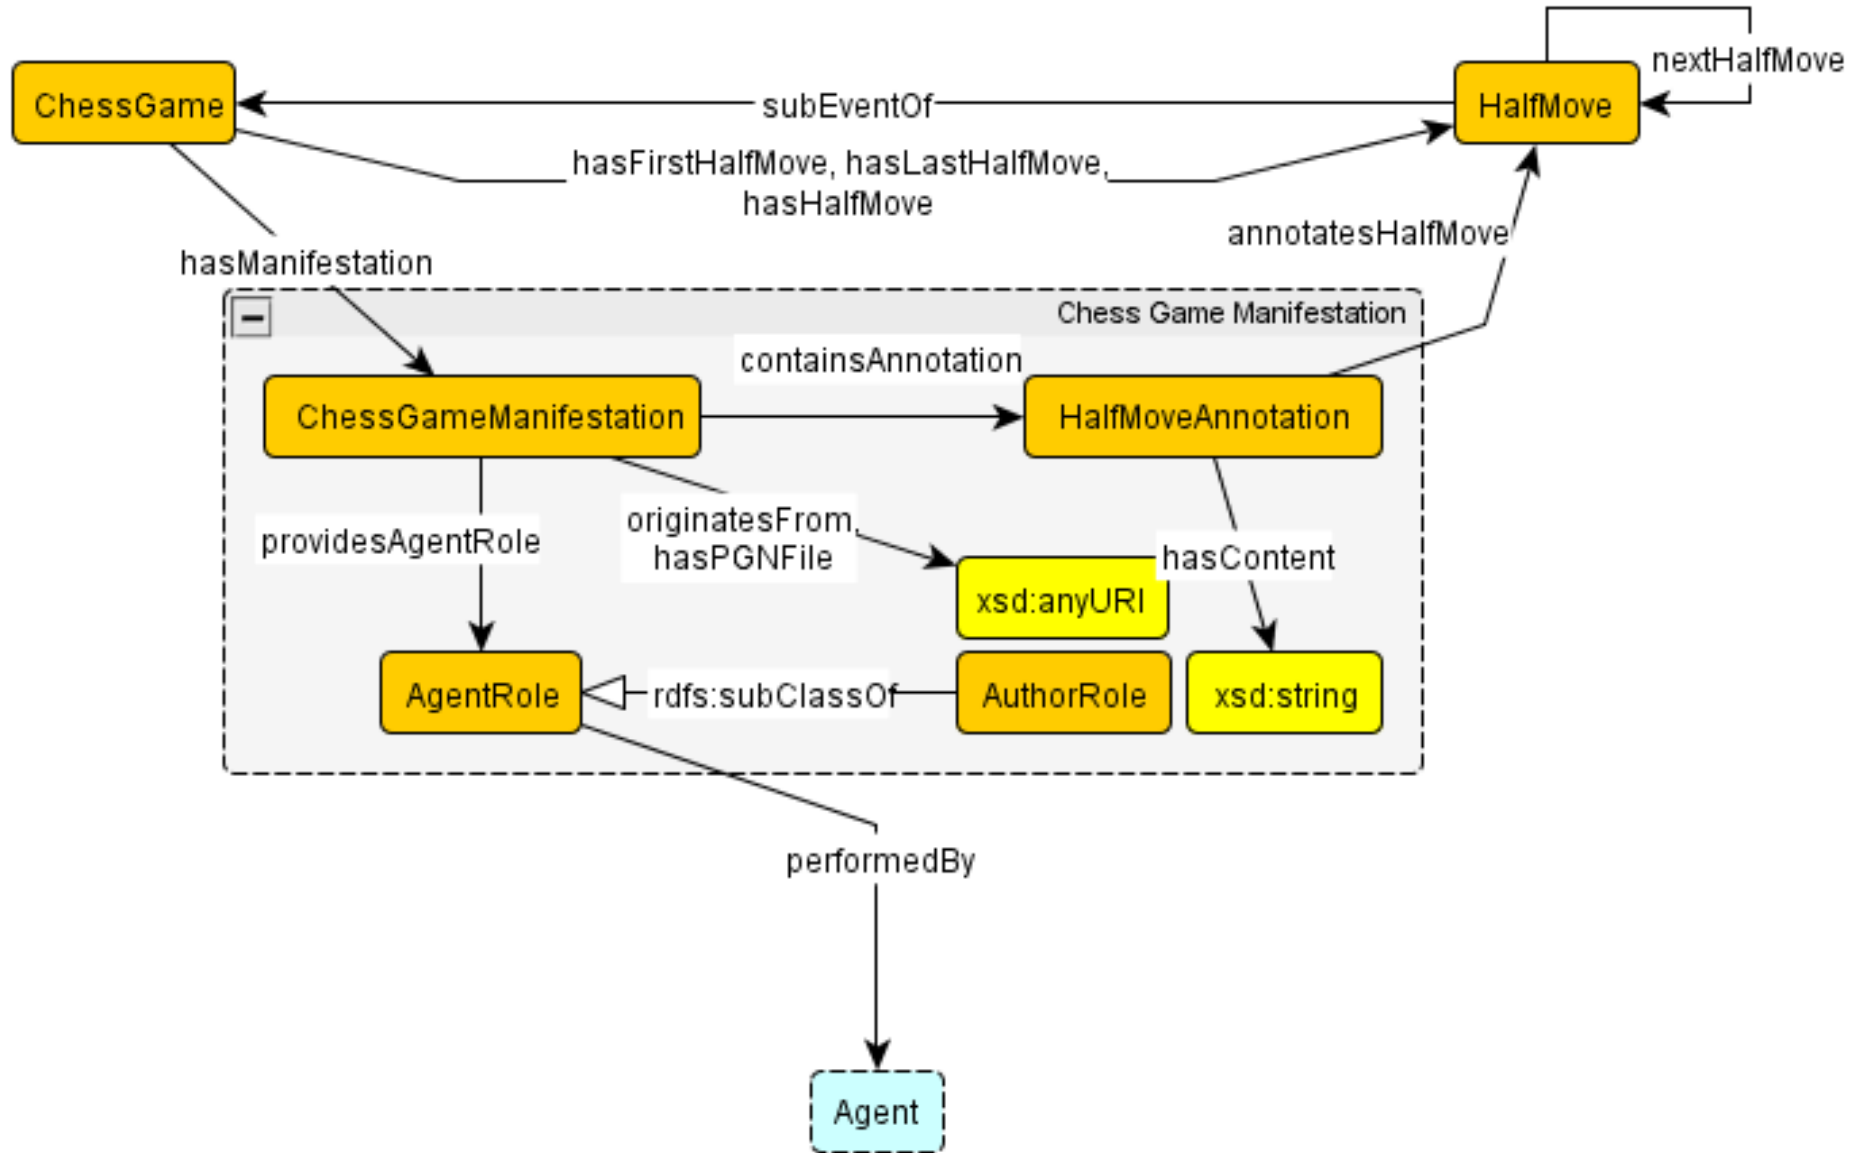 nextHalfMove
ChessGame
subEventOf
HalfMove
hasFirstHalfMove, hasLastHalfMove,
hasHalfMove
annotatesHalfMove
hasManifestation
Chess Game Manifestation
containsAnnotation
ChessGameManifestation
HalfMoveAnnotation
originatesFrom,
hasPGNFile
providesAgentRole
hasContent
xsd:anyURI
AgentRole
rdfs:subClassOf
AuthorRole
xsd:string
performedBy
Agent